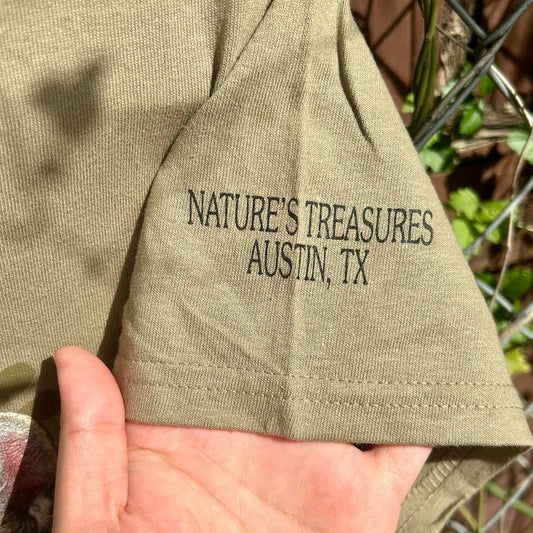 NATURE'S TREASURES
AUSTIN, TX